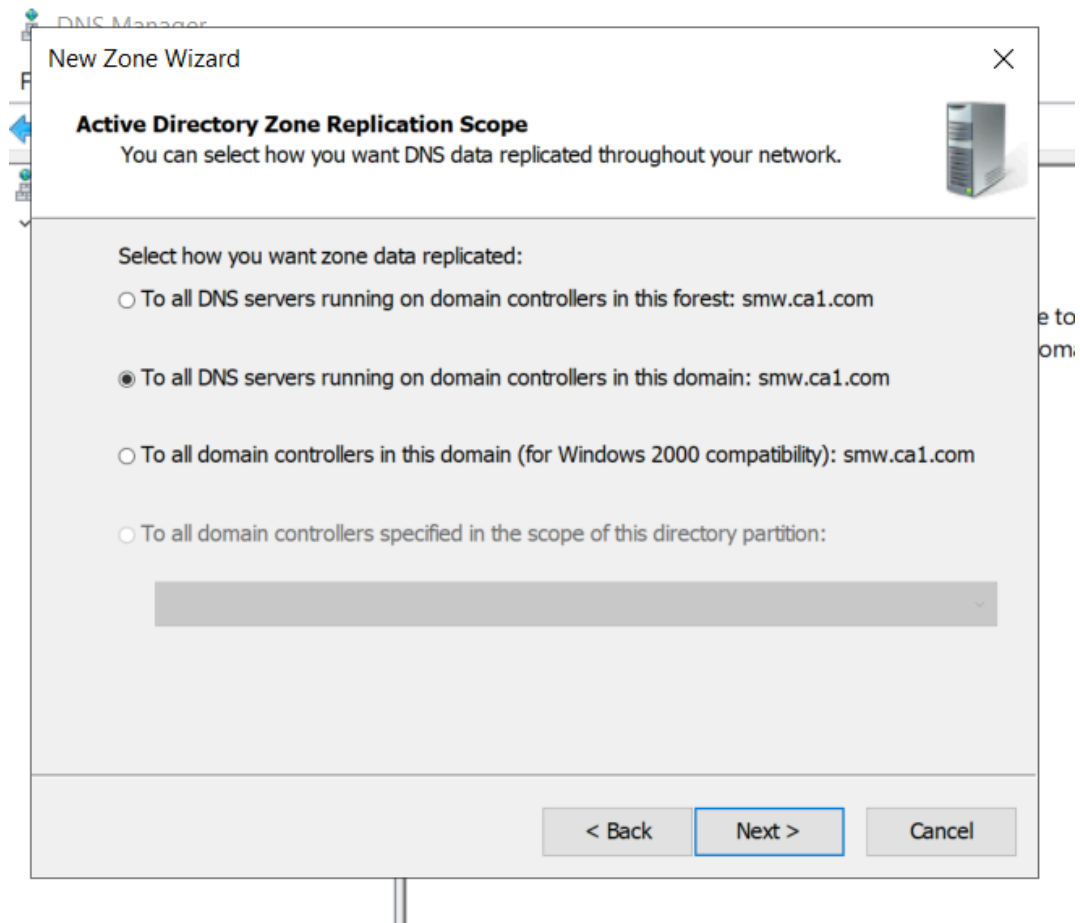 DNS Manager
New Zone Wizard
F
Active Directory Zone Replication Scope
You can select how you want DNS data replicated throughout your network.
Select how you want zone data replicated:
To all DNS servers running on domain controllers in this forest: smw.ca1.com
e to
oma
To all DNS servers running on domain controllers in this domain: smw.ca1.com
To all domain controllers in this domain (for Windows 2000 compatibility): smw.ca1.com
To all domain controllers specified in the scope of this directory partition:
< Back
Next >
Cancel